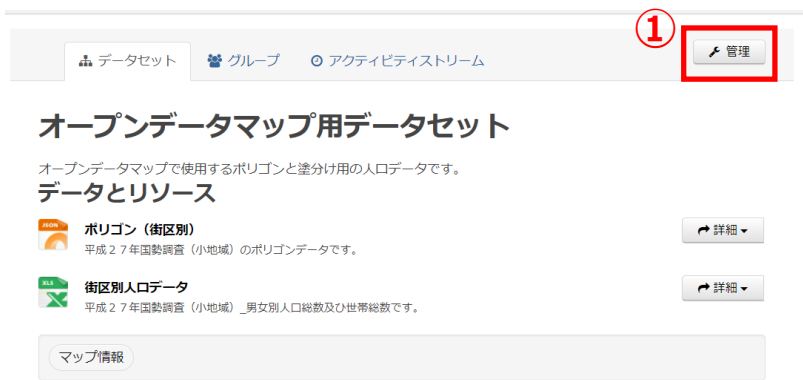 ①
データセット グループ アクティビティストリーム 管理
オープンデータマップ用データセット
オープンデータマップで使用するポリゴンと塗分け用の人口データです。
データとリソース
JSON ポリゴン（街区別） 詳細
平成２７年国勢調査（小地域）のポリゴンデータです。
XLS 街区別人口データ 詳細
平成２７年国勢調査（小地域）_男女別人口総数及び世帯総数です。
マップ情報